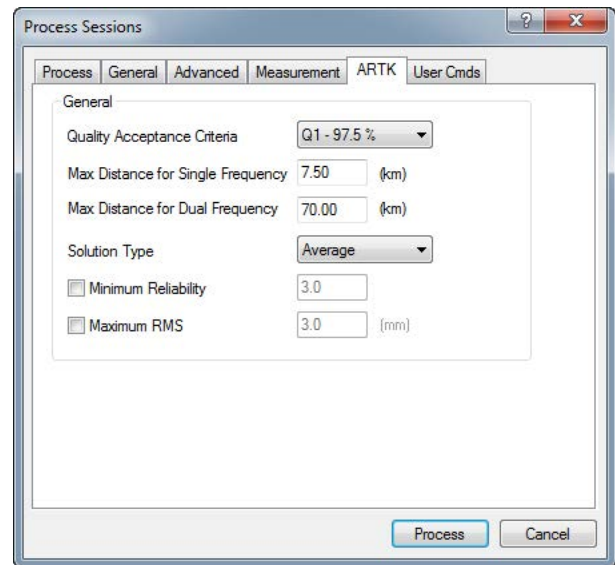 Process Sessions
Process General Advanced Measurement ARTK User Cmds
General
Quality Acceptance Criteria Q1 - 97.5 %
Max Distance for Single Frequency 7.50 (km)
Max Distance for Dual Frequency 70.00 (km)
Solution Type Average
Minimum Reliability 3.0
Maximum RMS 3.0 (mm)
Process Cancel